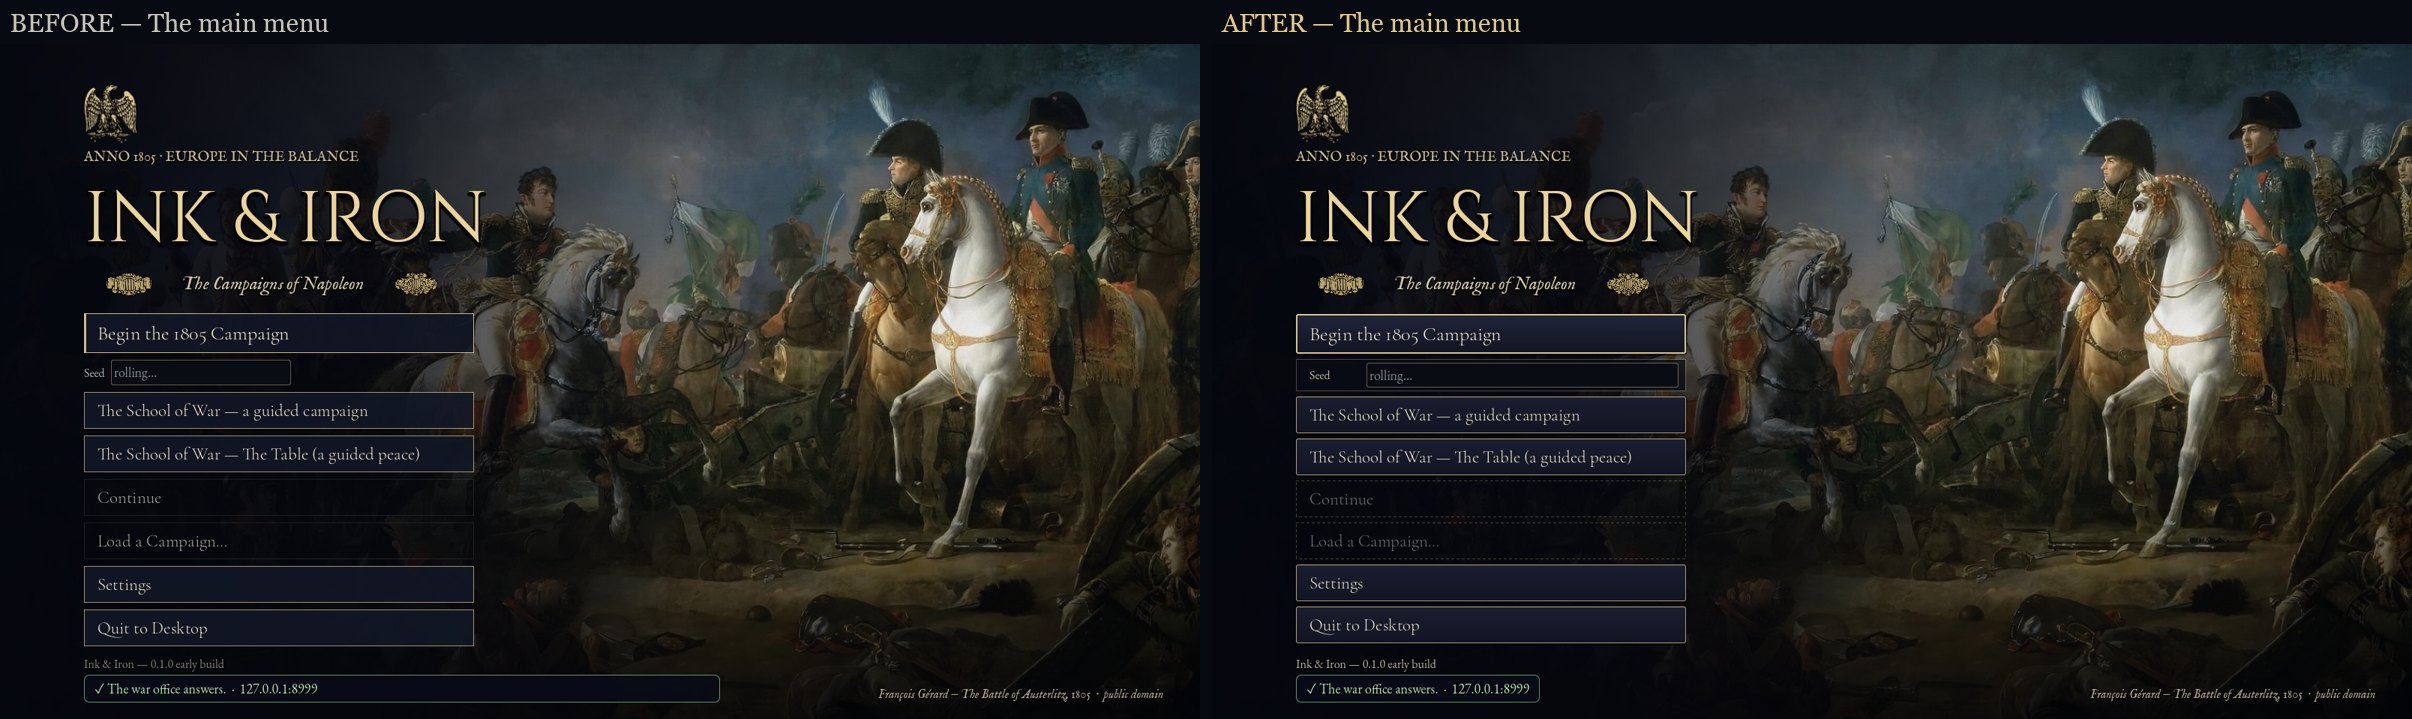 BEFORE — The main menu
ANNO 1805 · EUROPE IN THE BALANCE
INK & IRON
The Campaigns of Napoleon
Begin the 1805 Campaign
Seed rolling...
The School of War — a guided campaign
The School of War — The Table (a guided peace)
Continue
Load a Campaign...
Settings
Quit to Desktop
Ink & Iron — 0.1.0 early build
✓ The war office answers. · 127.0.0.1:8999
François Gérard — The Battle of Austerlitz, 1805 · public domain
AFTER — The main menu
ANNO 1805 · EUROPE IN THE BALANCE
INK & IRON
The Campaigns of Napoleon
Begin the 1805 Campaign
Seed rolling...
The School of War — a guided campaign
The School of War — The Table (a guided peace)
Continue
Load a Campaign...
Settings
Quit to Desktop
Ink & Iron — 0.1.0 early build
✓ The war office answers. · 127.0.0.1:8999
François Gérard — The Battle of Austerlitz, 1805 · public domain